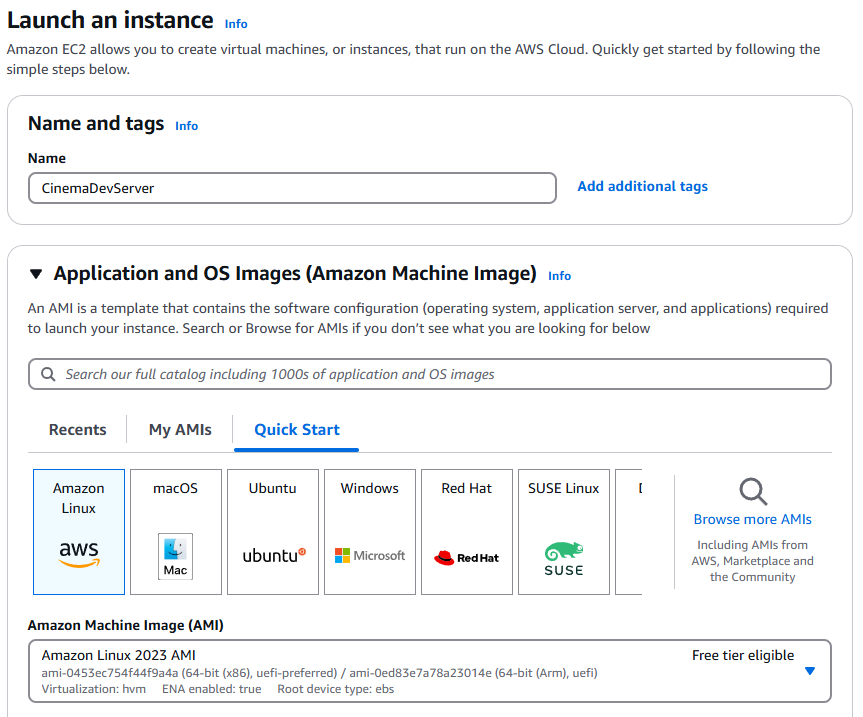 Launch an instance Info
Amazon EC2 allows you to create virtual machines, or instances, that run on the AWS Cloud. Quickly get started by following the
simple steps below.
Name and tags Info
Name
CinemaDevServer
Add additional tags
Application and OS Images (Amazon Machine Image) Info
An AMI is a template that contains the software configuration (operating system, application server, and applications) required
to launch your instance. Search or Browse for AMIs if you don’t see what you are looking for below
Search our full catalog including 1000s of application and OS images
Recents My AMIs Quick Start
Amazon
Linux
aws
macOS
Mac
Ubuntu
ubuntu
Windows
Microsoft
Red Hat
Red Hat
SUSE Linux
SUSE
Browse more AMIs
Including AMIs from
AWS, Marketplace and
the Community
Amazon Machine Image (AMI)
Amazon Linux 2023 AMI Free tier eligible
ami-0453ec754f44f9a4a (64-bit (x86), uefi-preferred) / ami-0ed83e7a78a23014e (64-bit (Arm), uefi)
Virtualization: hvm ENA enabled: true Root device type: ebs